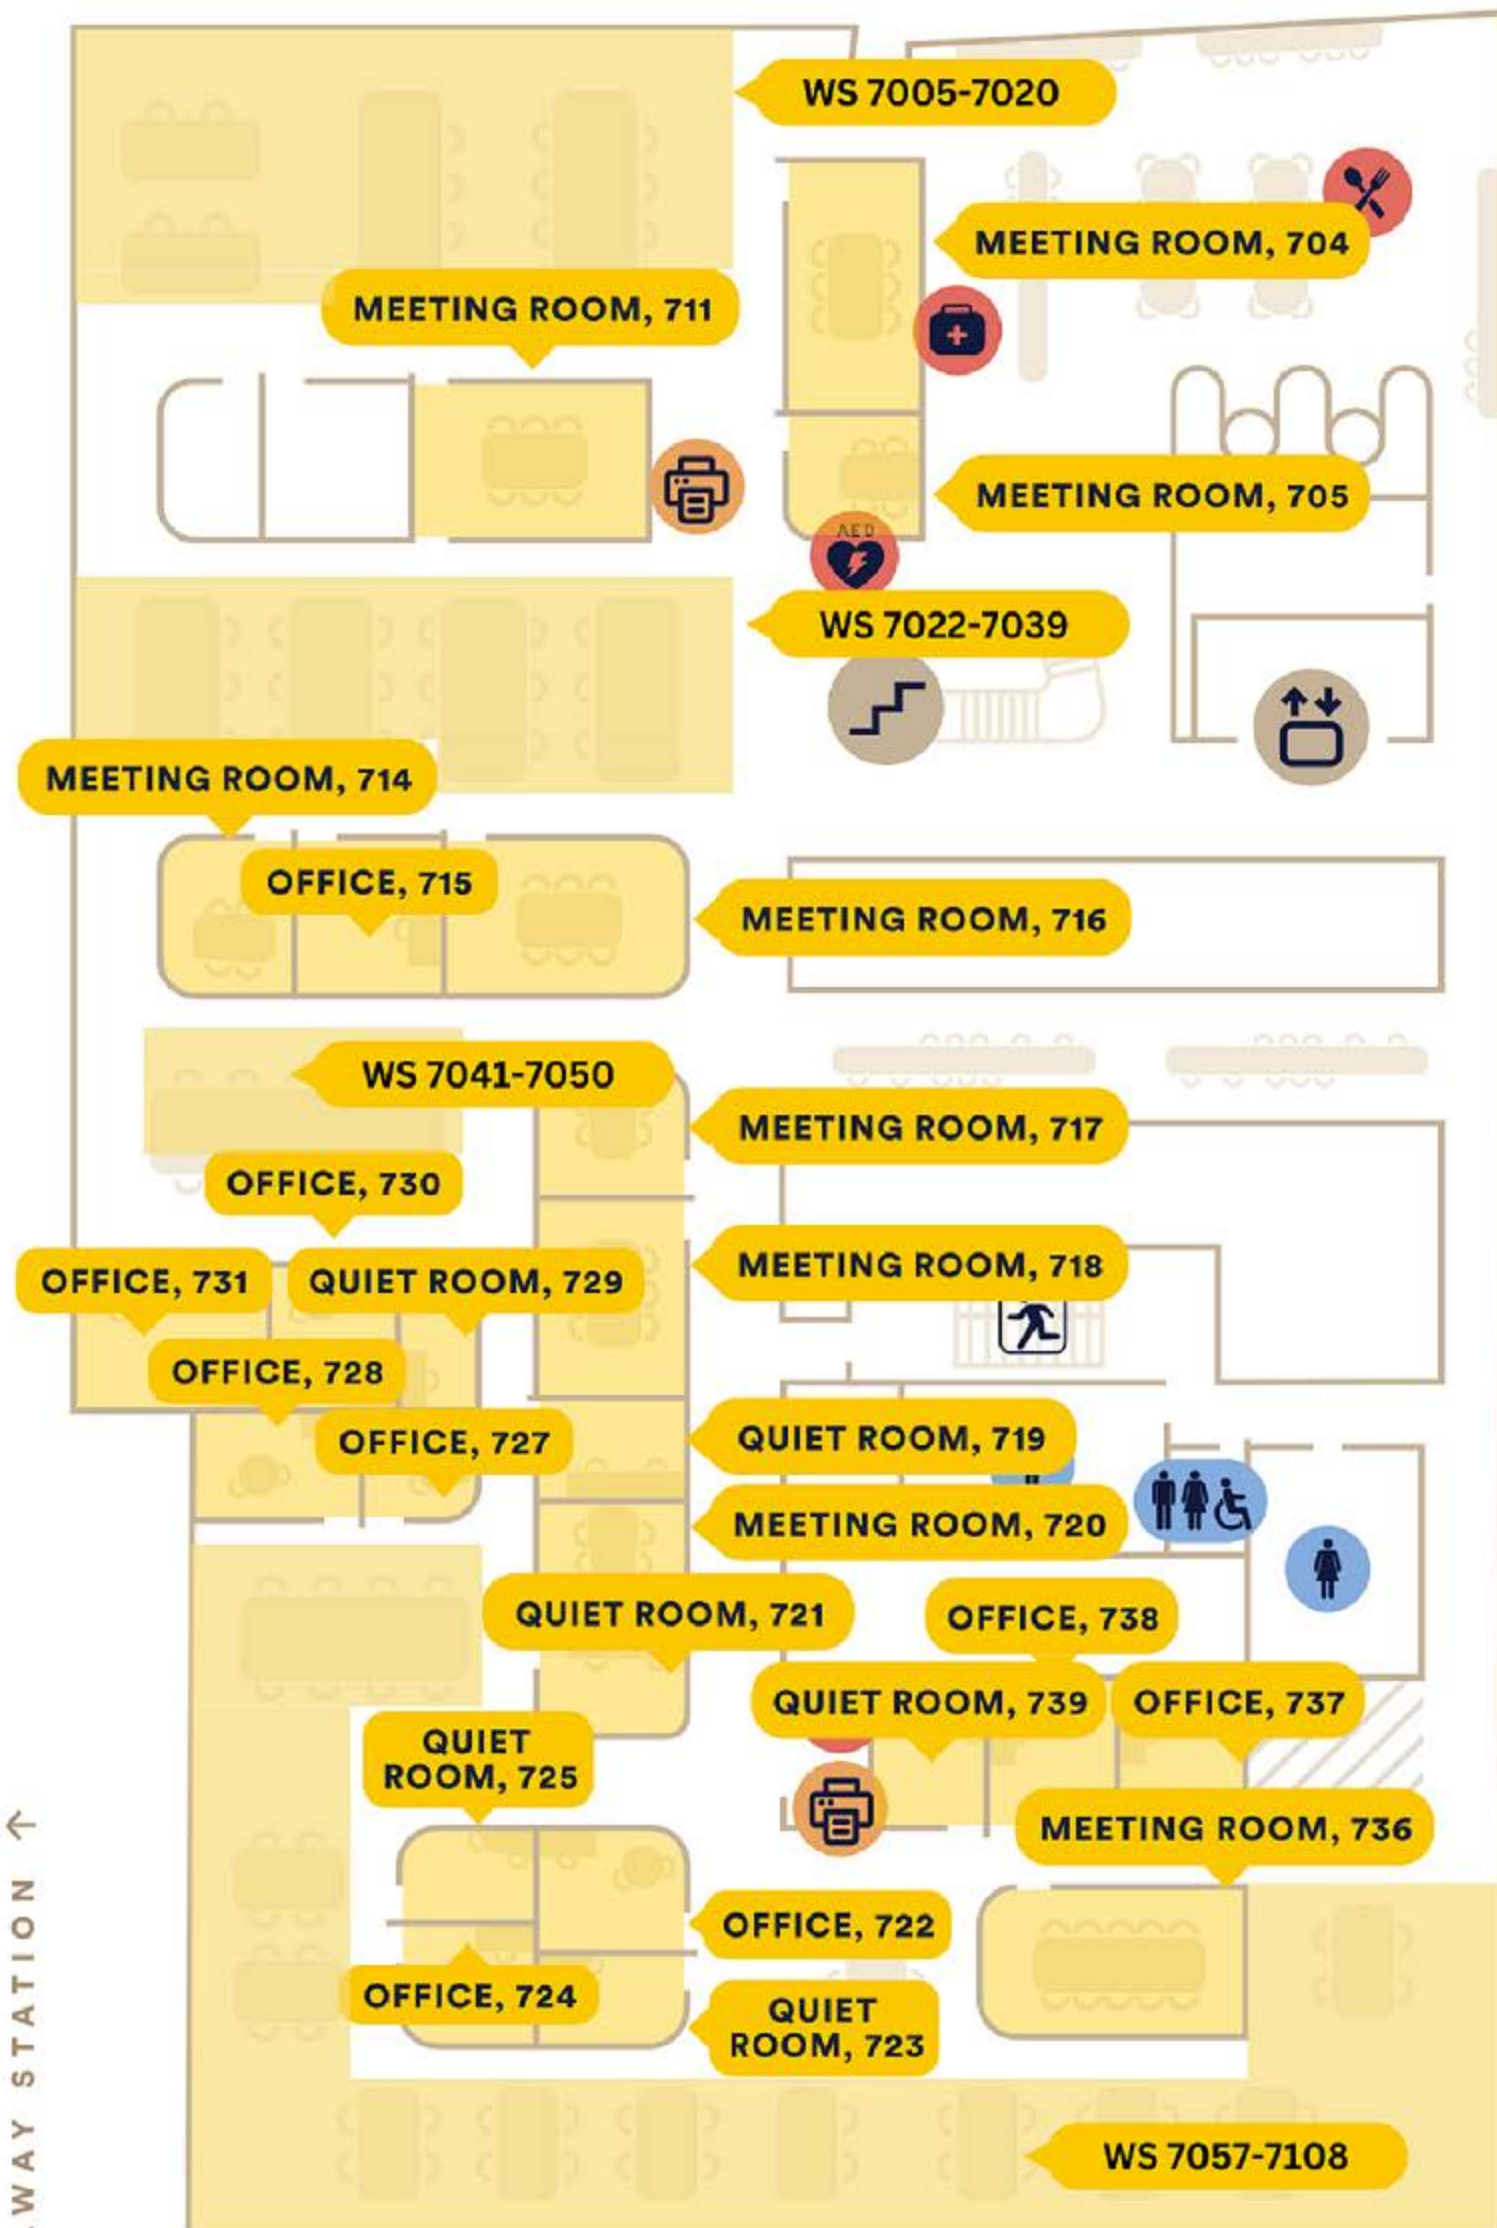 WS 7005-7020
MEETING ROOM, 704
MEETING ROOM, 711
MEETING ROOM, 705
AED
WS 7022-7039
MEETING ROOM, 714
OFFICE, 715
MEETING ROOM, 716
WS 7041-7050
MEETING ROOM, 717
OFFICE, 730
MEETING ROOM, 718
OFFICE, 731
QUIET ROOM, 729
OFFICE, 728
OFFICE, 727
QUIET ROOM, 719
MEETING ROOM, 720
QUIET ROOM, 721
OFFICE, 738
QUIET ROOM, 739
OFFICE, 737
QUIET
ROOM, 725
MEETING ROOM, 736
OFFICE, 722
OFFICE, 724
QUIET
ROOM, 723
WS 7057-7108
WAY STATION ↑